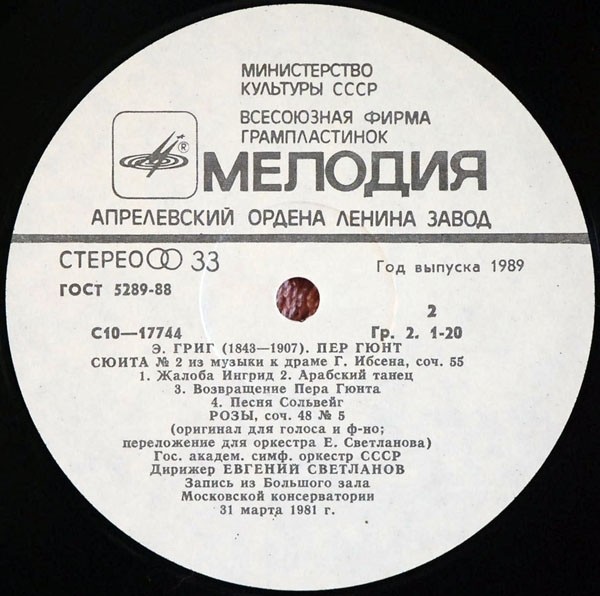 МИНИСТЕРСТВО
КУЛЬТУРЫ СССР
ВСЕСОЮЗНАЯ ФИРМА
ГРАМПЛАСТИНОК
®
МЕЛОДИЯ
АПРЕЛЕВСКИЙ ОРДЕНА ЛЕНИНА ЗАВОД
СТЕРЕО 33
Год выпуска 1989
ГОСТ 5289-88
2
С10—17744
Гр. 2. 1-20
Э. ГРИГ (1843—1907). ПЕР ГЮНТ
СЮИТА № 2 из музыки к драме Г. Ибсена, соч. 55
1. Жалоба Ингрид 2. Арабский танец
3. Возвращение Пера Гюнта
4. Песня Сольвейг
РОЗЫ, соч. 48 № 5
(оригинал для голоса и ф-но;
переложение для оркестра Е. Светланова)
Гос. академ. симф. оркестр СССР
Дирижер ЕВГЕНИЙ СВЕТЛАНОВ
Запись из Большого зала
Московской консерватории
31 марта 1981 г.